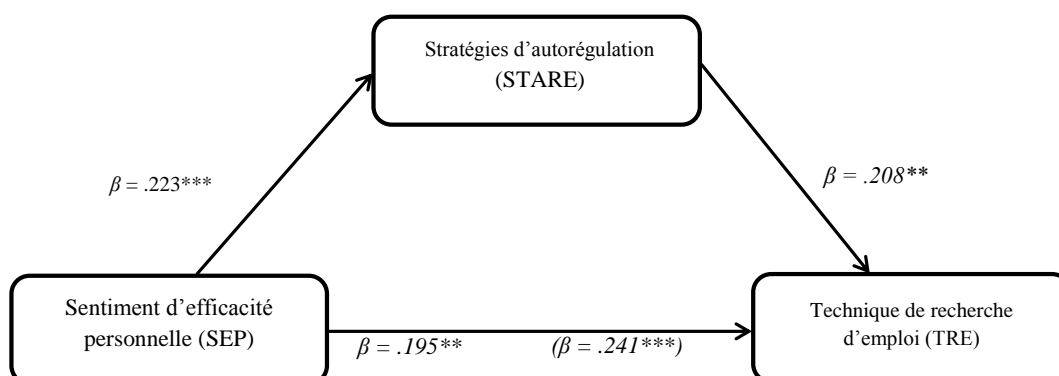 Stratégies d’autorégulation
(STARE)
β = .223***
β = .208**
Sentiment d’efficacité
personnelle (SEP)
Technique de recherche
d’emploi (TRE)
β = .195**
(β = .241***)